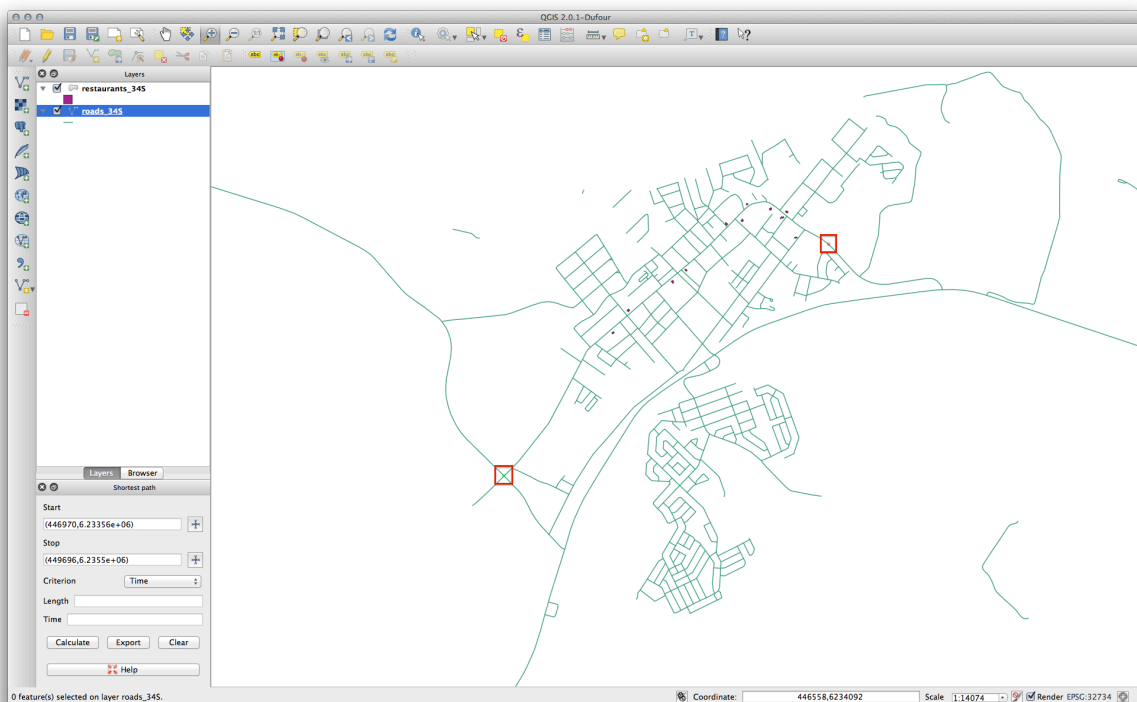 QGIS 2.0.1-Dufour
Layers
restaurants_34S
roads_34S
Layers Browser
Shortest path
Start
(446970,6.23356e+06)
Stop
(449696,6.2355e+06)
Criterion Time
Length
Time
Calculate Export Clear
Help
0 feature(s) selected on layer roads_34S.
Coordinate: 446558,6234092 Scale 1:14074 Render EPSG:32734